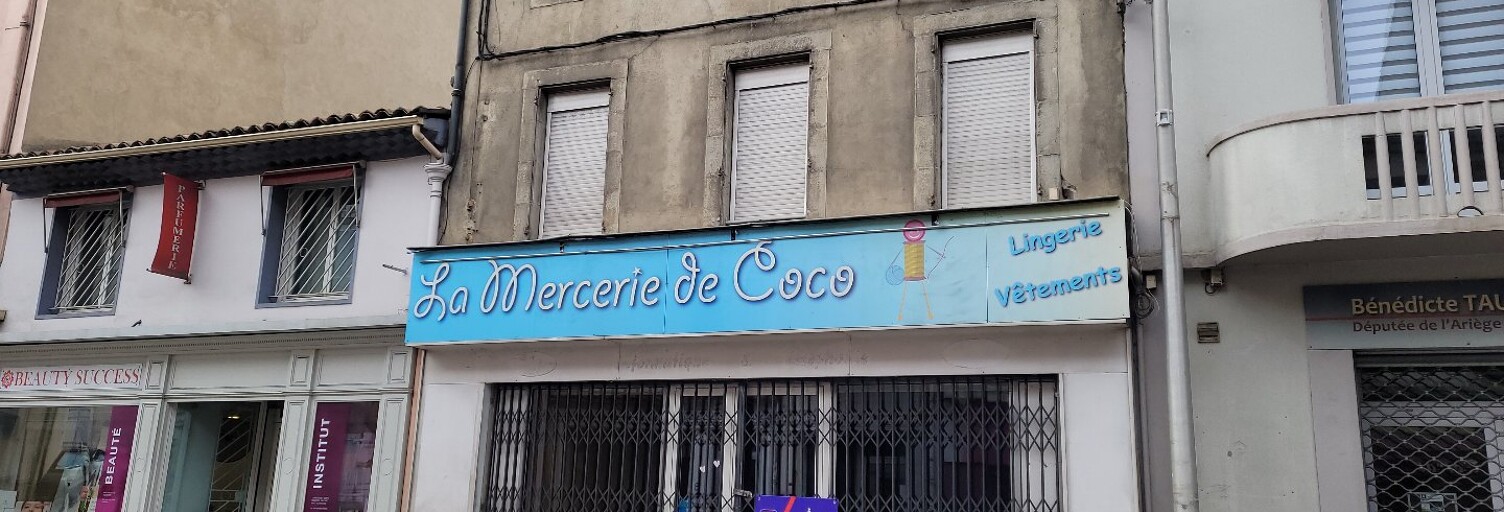 PARFUMERIE
BEAUTY SUCCESS
BEAUTÉ
INSTITUT
La Mercerie de Coco
Lingerie
Vêtements
Bénédicte TAU
Députée de l'Ariège